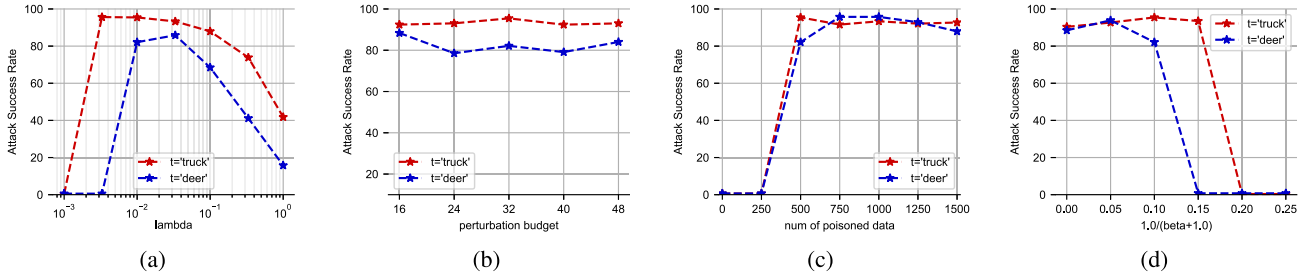 Attack Success Rate
100
80
60
40
20
0
10⁻³
10⁻²
10⁻¹
10⁰
lambda
t='truck'
t='deer'
(a)
Attack Success Rate
100
80
60
40
20
16
24
32
40
48
perturbation budget
t='truck'
t='deer'
(b)
Attack Success Rate
100
80
60
40
20
0
0
250
500
750
1000
1250
1500
num of poisoned data
t='truck'
t='deer'
(c)
Attack Success Rate
100
80
60
40
20
0
0.00
0.05
0.10
0.15
0.20
0.25
1.0/(beta+1.0)
t='truck'
t='deer'
(d)